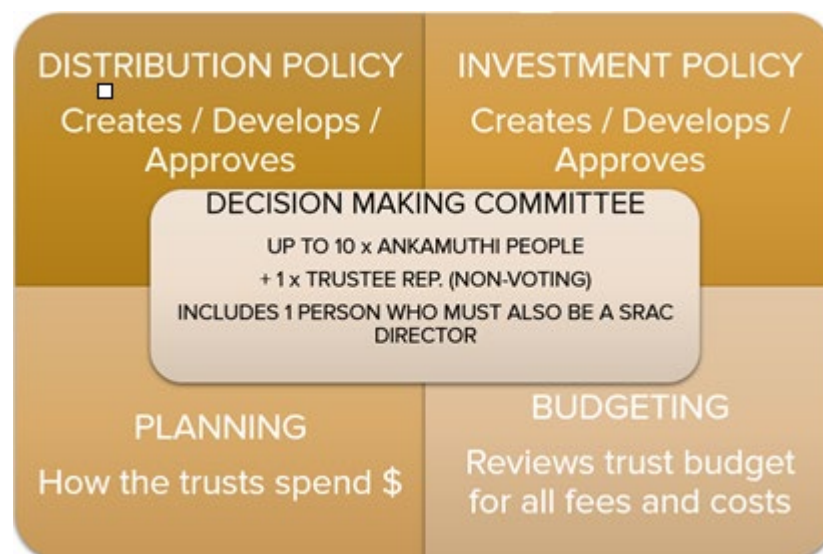 DISTRIBUTION POLICY
Creates / Develops /
Approves
INVESTMENT POLICY
Creates / Develops /
Approves
DECISION MAKING COMMITTEE
UP TO 10 x ANKAMUTHI PEOPLE
+ 1 x TRUSTEE REP. (NON-VOTING)
INCLUDES 1 PERSON WHO MUST ALSO BE A SRAC
DIRECTOR
PLANNING
How the trusts spend $
BUDGETING
Reviews trust budget
for all fees and costs